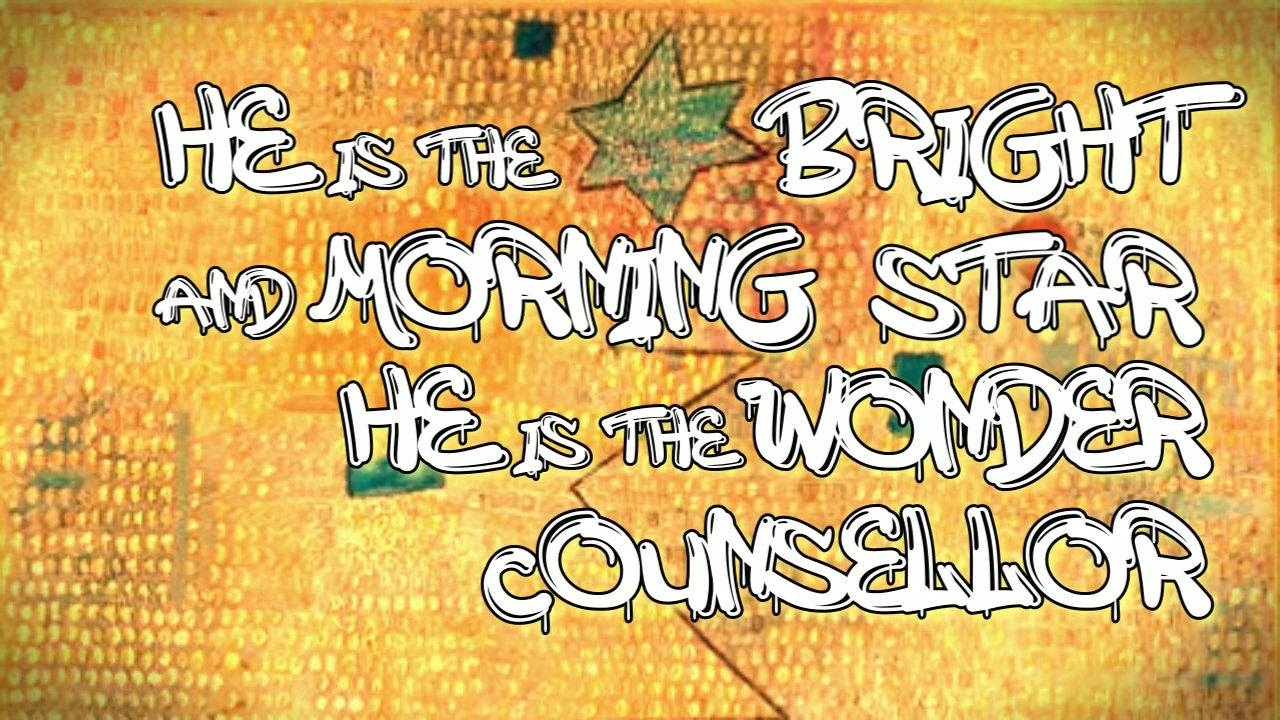 HE IS THE BRIGHT
AND MORNING STAR
HE IS THE WONDER
COUNSELLOR